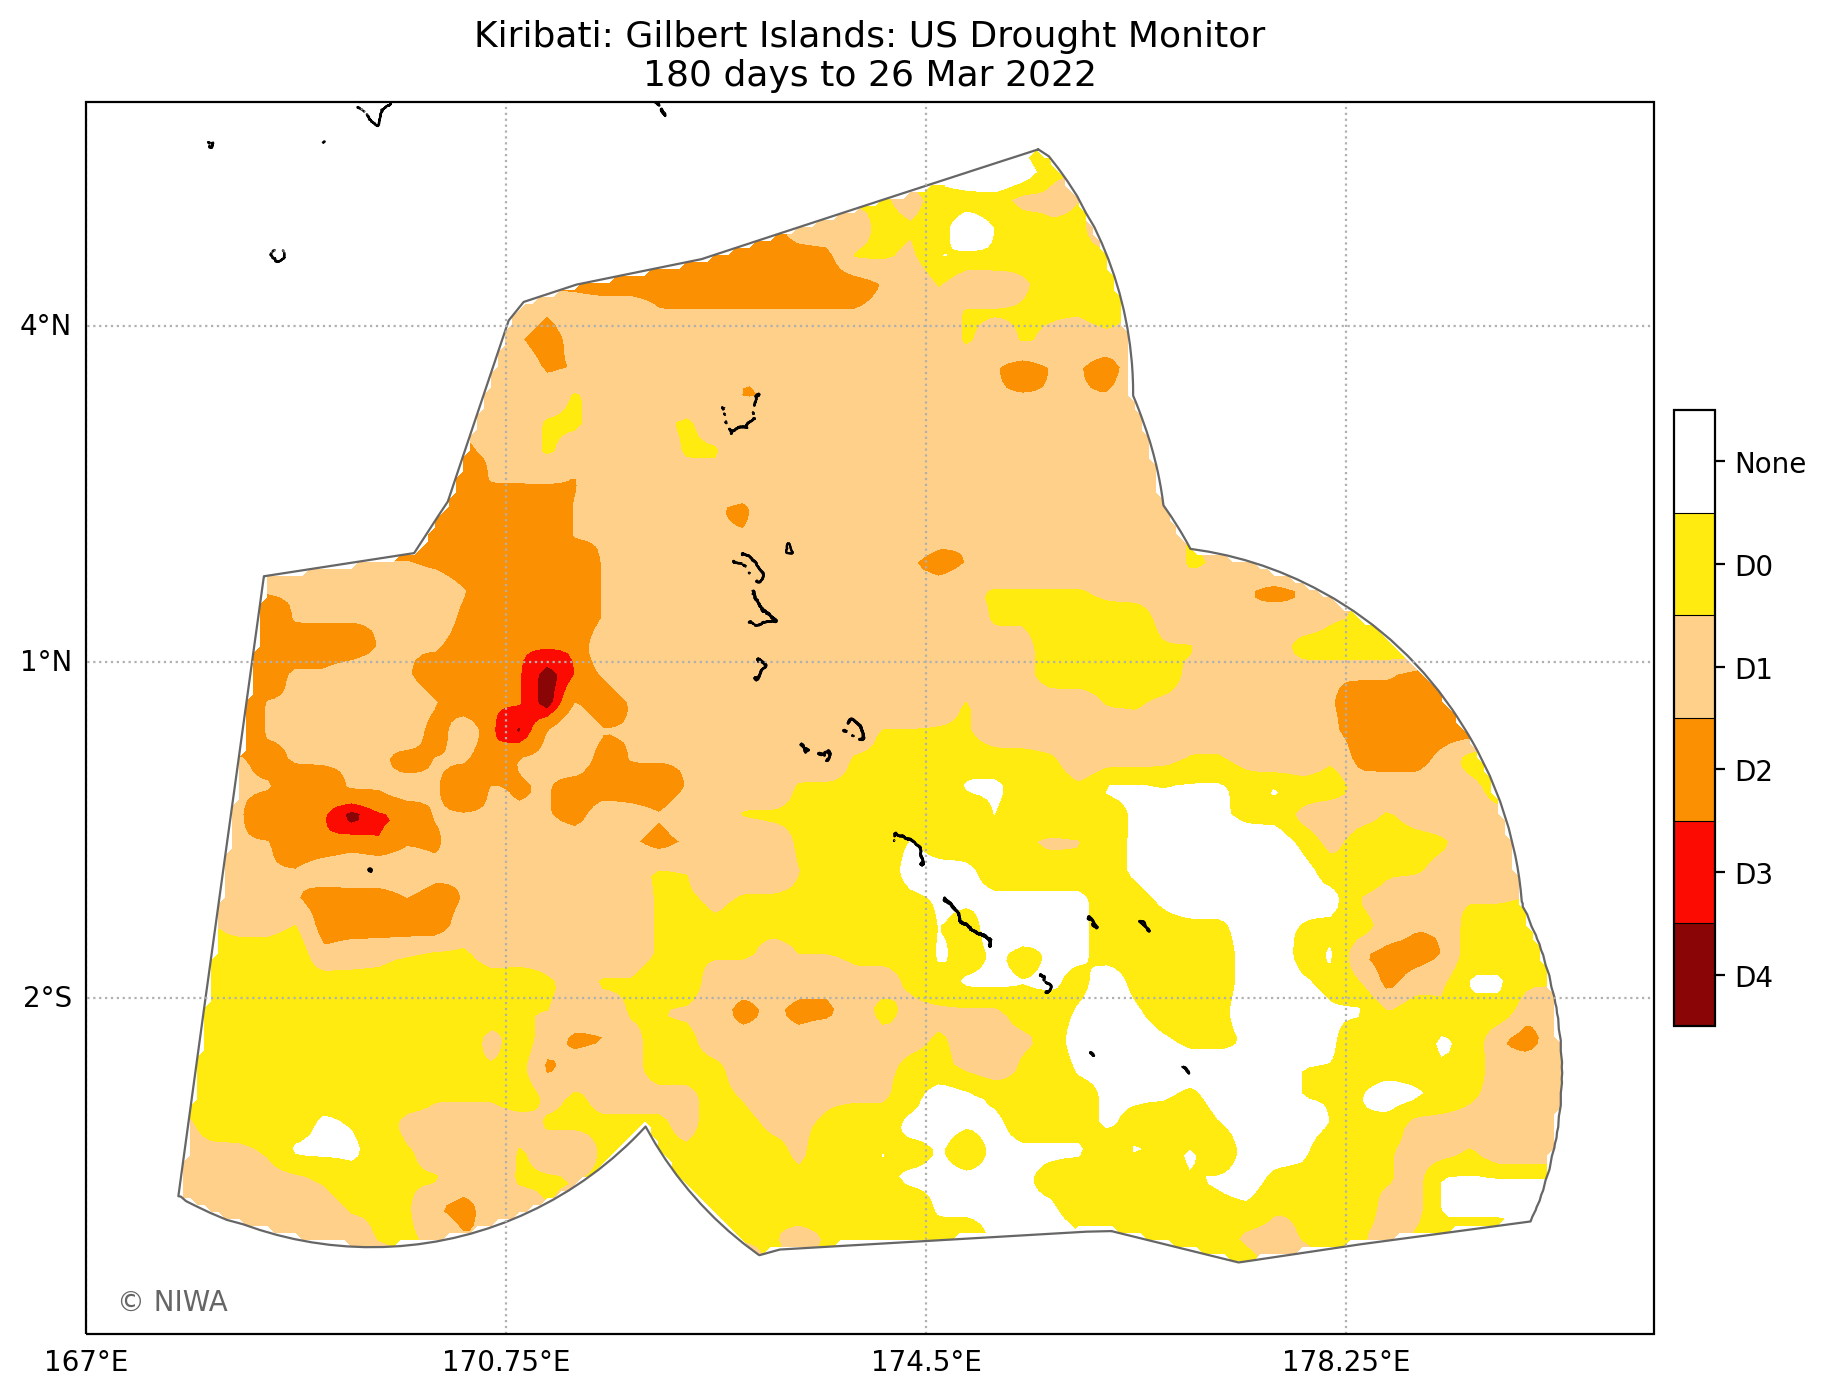 Kiribati: Gilbert Islands: US Drought Monitor
180 days to 26 Mar 2022
4°N
1°N
2°S
167°E
170.75°E
174.5°E
178.25°E
None
D0
D1
D2
D3
D4
© NIWA